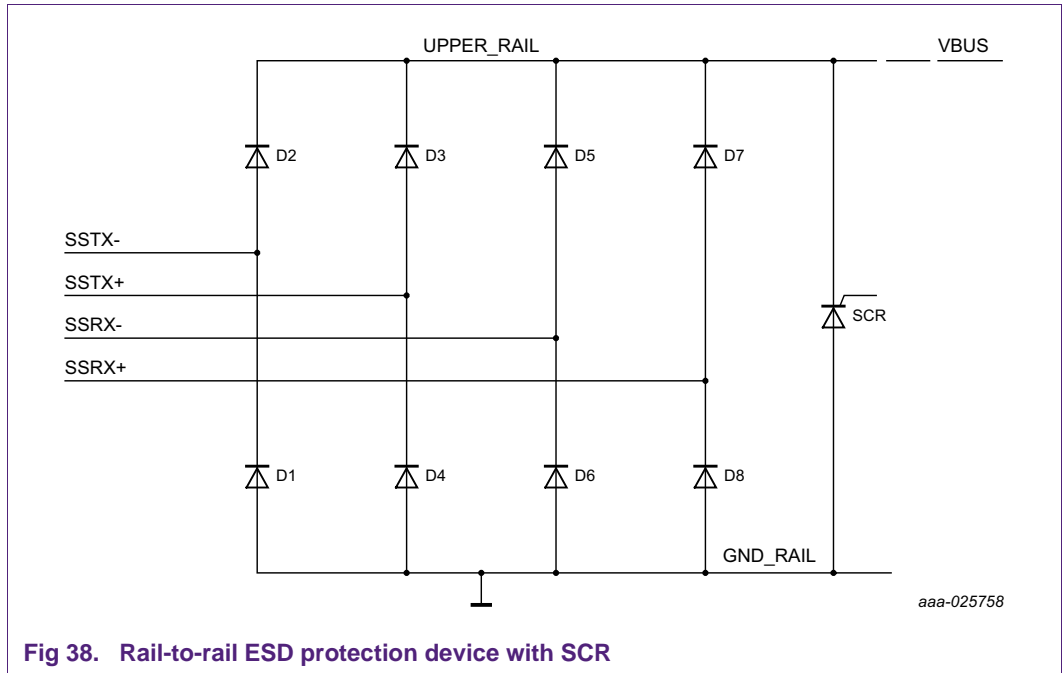 UPPER_RAIL
VBUS
D2
D3
D5
D7
SSTX-
SSTX+
SSRX-
SCR
SSRX+
D1
D4
D6
D8
GND_RAIL
aaa-025758
Fig 38. Rail-to-rail ESD protection device with SCR